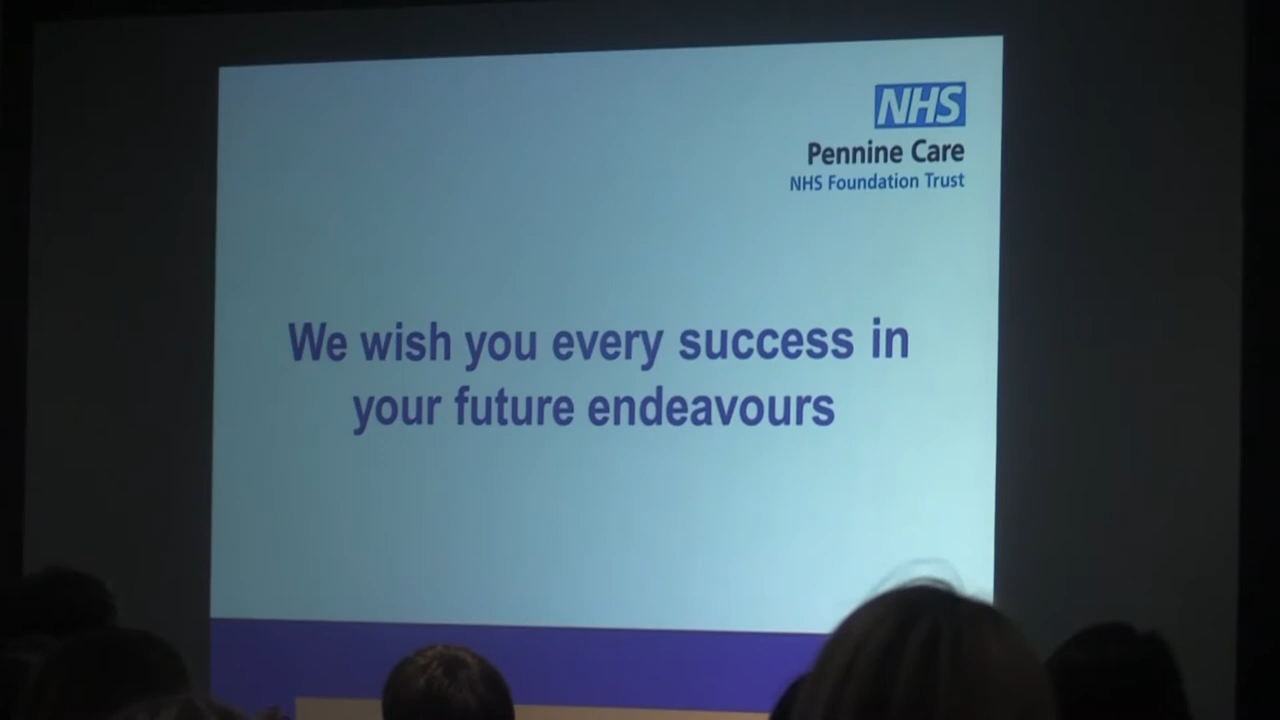 NHS
Pennine Care
NHS Foundation Trust
We wish you every success in
your future endeavours